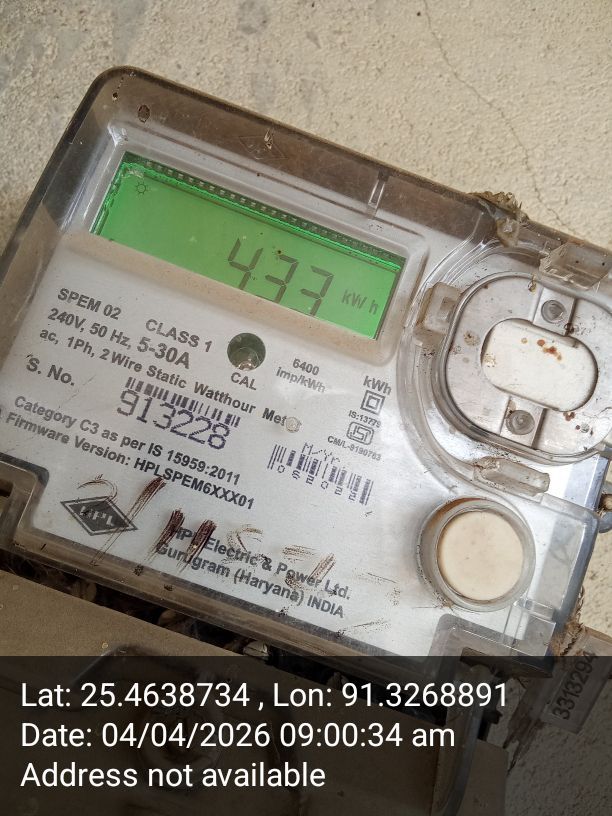 433 kWh
SPEM 02 CLASS 1
240V, 50 Hz, 5-30A
ac, 1Ph, 2 Wire Static Watthour Meter
CAL
6400
imp/kWh
kWh
IS:13779
CM/L-9190783
S. No.
913228
Category C3 as per IS 15959:2011
Firmware Version: HPLSPEM6XXX01
M/Yr.
HPL
HPL Electric & Power Ltd.
Gurugram (Haryana) INDIA
Lat: 25.4638734 , Lon: 91.3268891
Date: 04/04/2026 09:00:34 am
Address not available